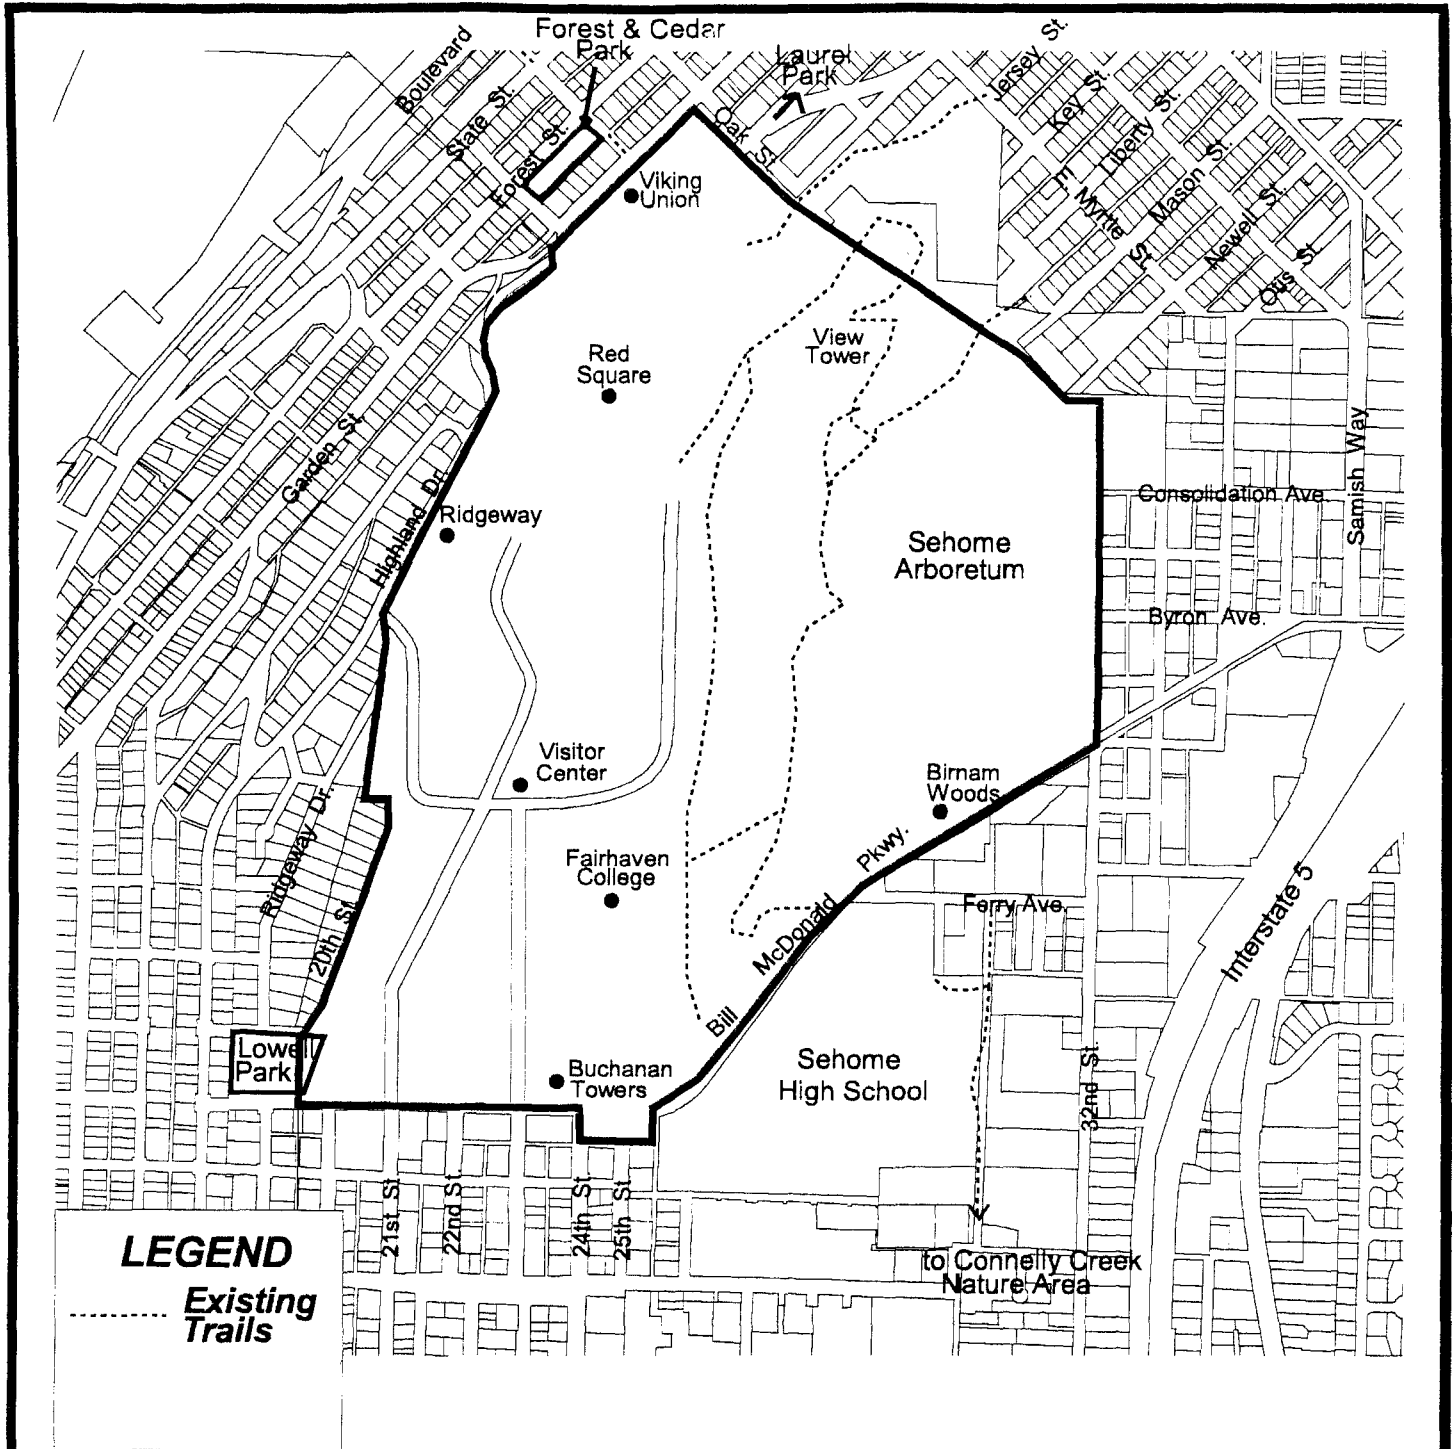 Forest & Cedar
Park
Laurel
Park
Boulevard
State St.
Forest St.
Oak St.
Jersey St.
Key St.
Liberty St.
E Myrtle St.
Mason St.
Newell St.
Otis St.
Viking
Union
View
Tower
Red
Square
Garden St.
Highland Dr.
Ridgeway
Samish Way
Consolidation Ave.
Sehome
Arboretum
Byron Ave.
Visitor
Center
Birnam
Woods
Ridgeway Dr.
20th St.
Fairhaven
College
Bill McDonald Pkwy.
Ferry Ave.
Interstate 5
Lowell
Park
Buchanan
Towers
Sehome
High School
32nd St.
21st St.
22nd St.
24th St.
25th St.
to Connelly Creek
Nature Area
LEGEND
Existing
Trails